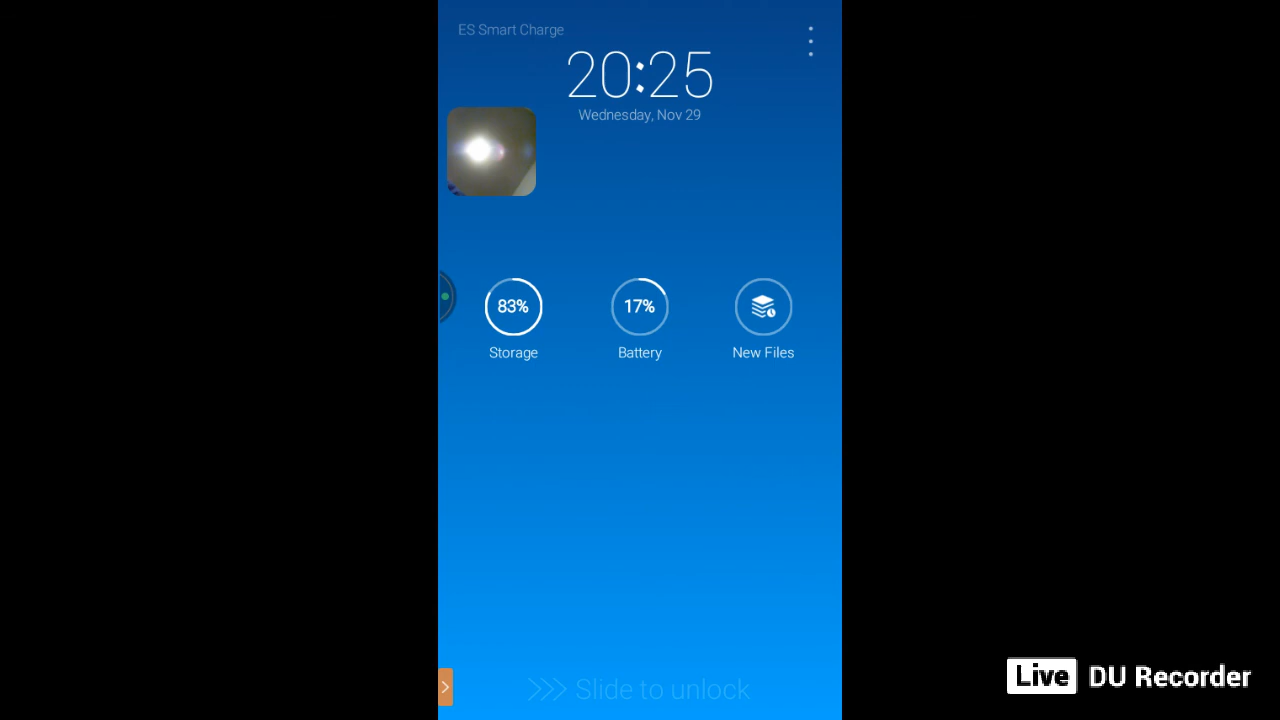 ES Smart Charge
20:25
Wednesday, Nov 29
83%
17%
Storage
Battery
New Files
Slide to unlock
Live DU Recorder